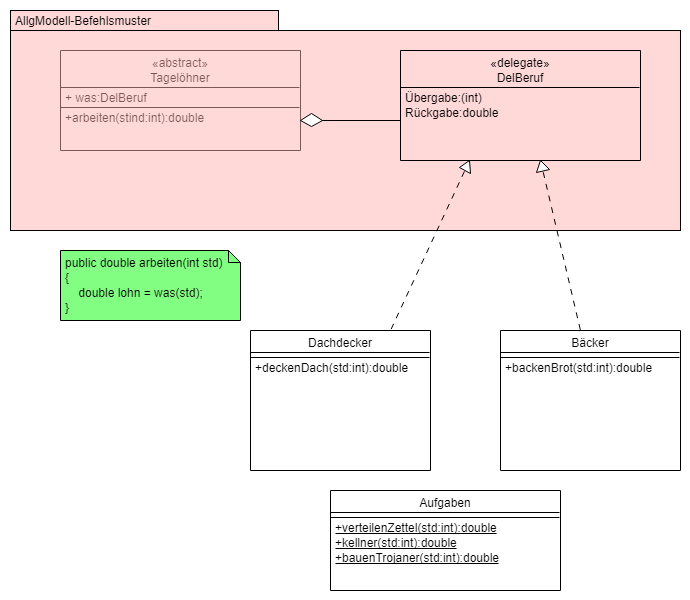 AllgModell-Befehlsmuster
«abstract»
Tagelöhner
+ was:DelBeruf
+arbeiten(stind:int):double
«delegate»
DelBeruf
Übergabe:(int)
Rückgabe:double
public double arbeiten(int std)
{
double lohn = was(std);
}
Dachdecker
+deckenDach(std:int):double
Bäcker
+backenBrot(std:int):double
Aufgaben
+verteilenZettel(std:int):double
+kellner(std:int):double
+bauenTrojaner(std:int):double